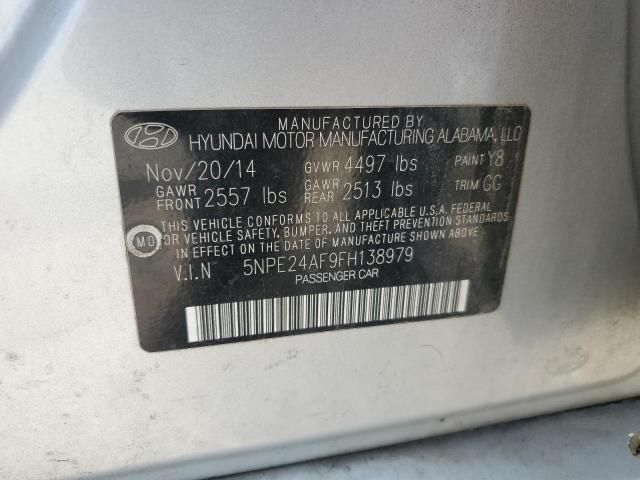 MANUFACTURED BY
HYUNDAI MOTOR MANUFACTURING ALABAMA, LLC
Nov/20/14 GVWR 4497 lbs PAINT Y8
GAWR FRONT 2557 lbs GAWR REAR 2513 lbs TRIM GG
THIS VEHICLE CONFORMS TO ALL APPLICABLE U.S.A. FEDERAL
MOTOR VEHICLE SAFETY, BUMPER, AND THEFT PREVENTION STANDARDS
IN EFFECT ON THE DATE OF MANUFACTURE SHOWN ABOVE.
V.I.N 5NPE24AF9FH138979
PASSENGER CAR